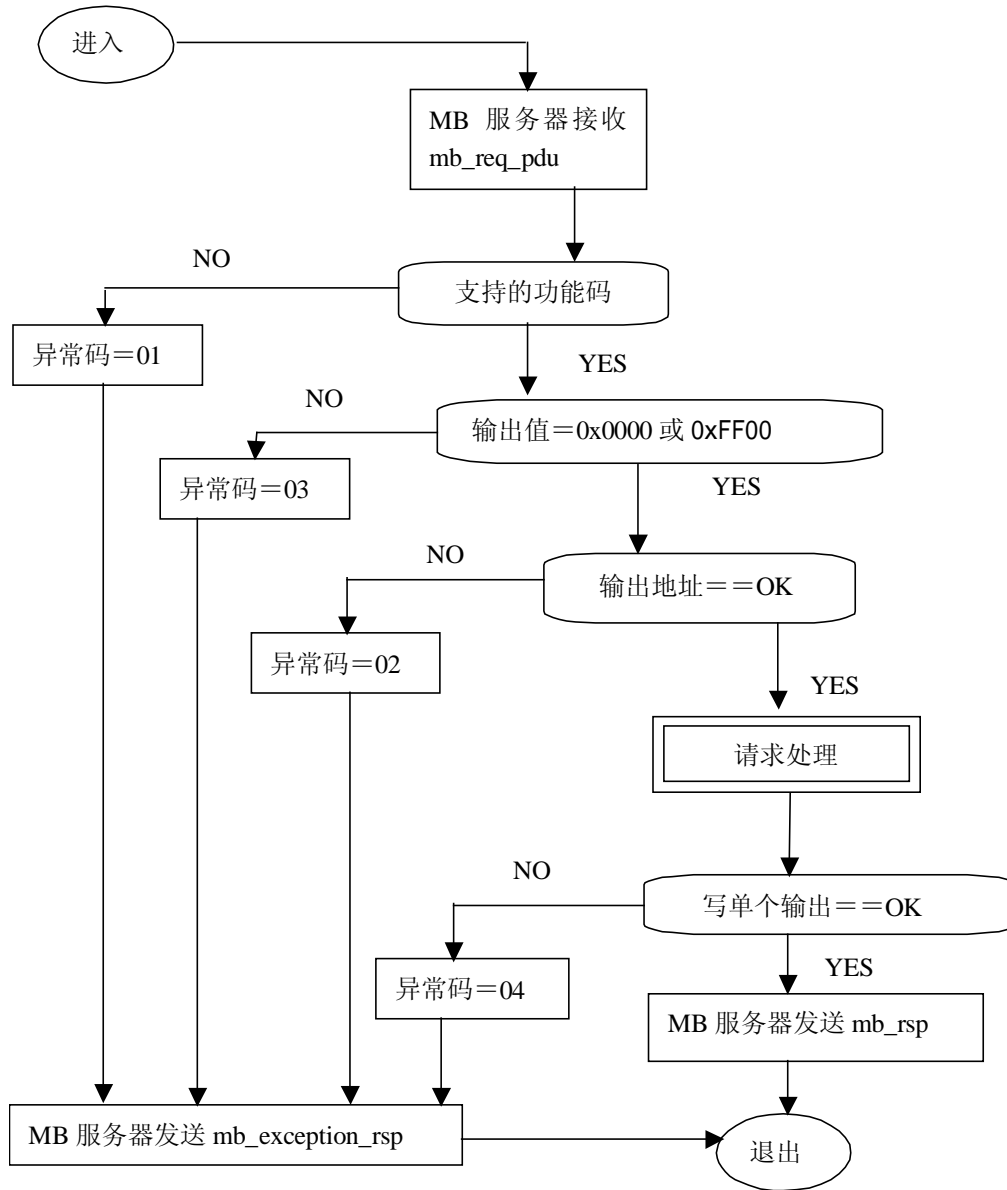 进入
MB 服务器接收
mb_req_pdu
NO
支持的功能码
异常码＝01
YES
NO
输出值＝0x0000 或 0xFF00
异常码＝03
YES
NO
输出地址＝＝OK
异常码＝02
YES
请求处理
NO
写单个输出＝＝OK
异常码＝04
YES
MB 服务器发送 mb_rsp
MB 服务器发送 mb_exception_rsp
退出